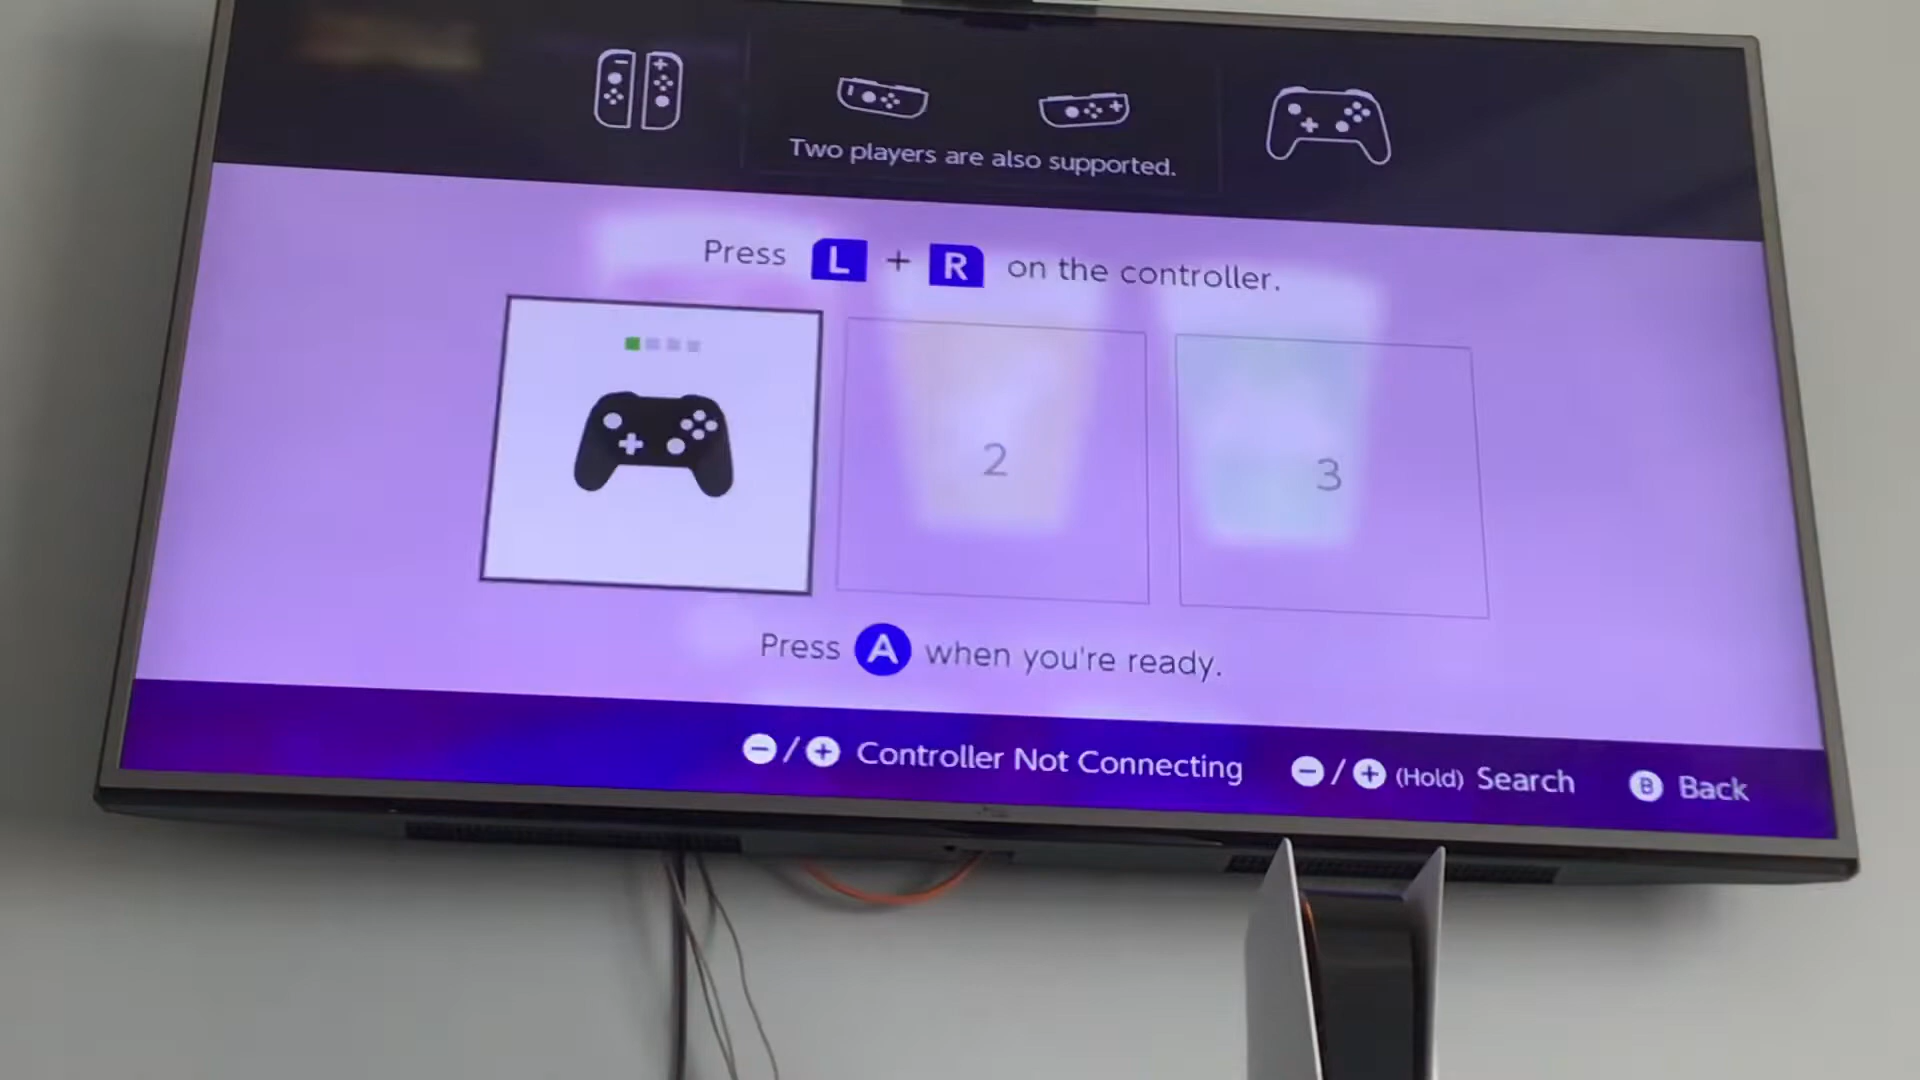 Two players are also supported.
Press L + R on the controller.
2
3
Press A when you're ready.
-/+ Controller Not Connecting
-/+ (Hold) Search
B Back